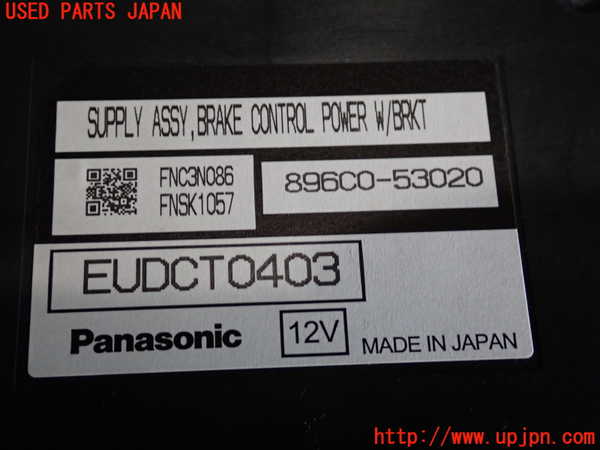 USED PARTS JAPAN
SUPPLY ASSY,BRAKE CONTROL POWER W/BRKT
FNC3N086
FNSK1057
896C0-53020
EUDCT0403
Panasonic
12V
MADE IN JAPAN
http://www.upjpn.com/